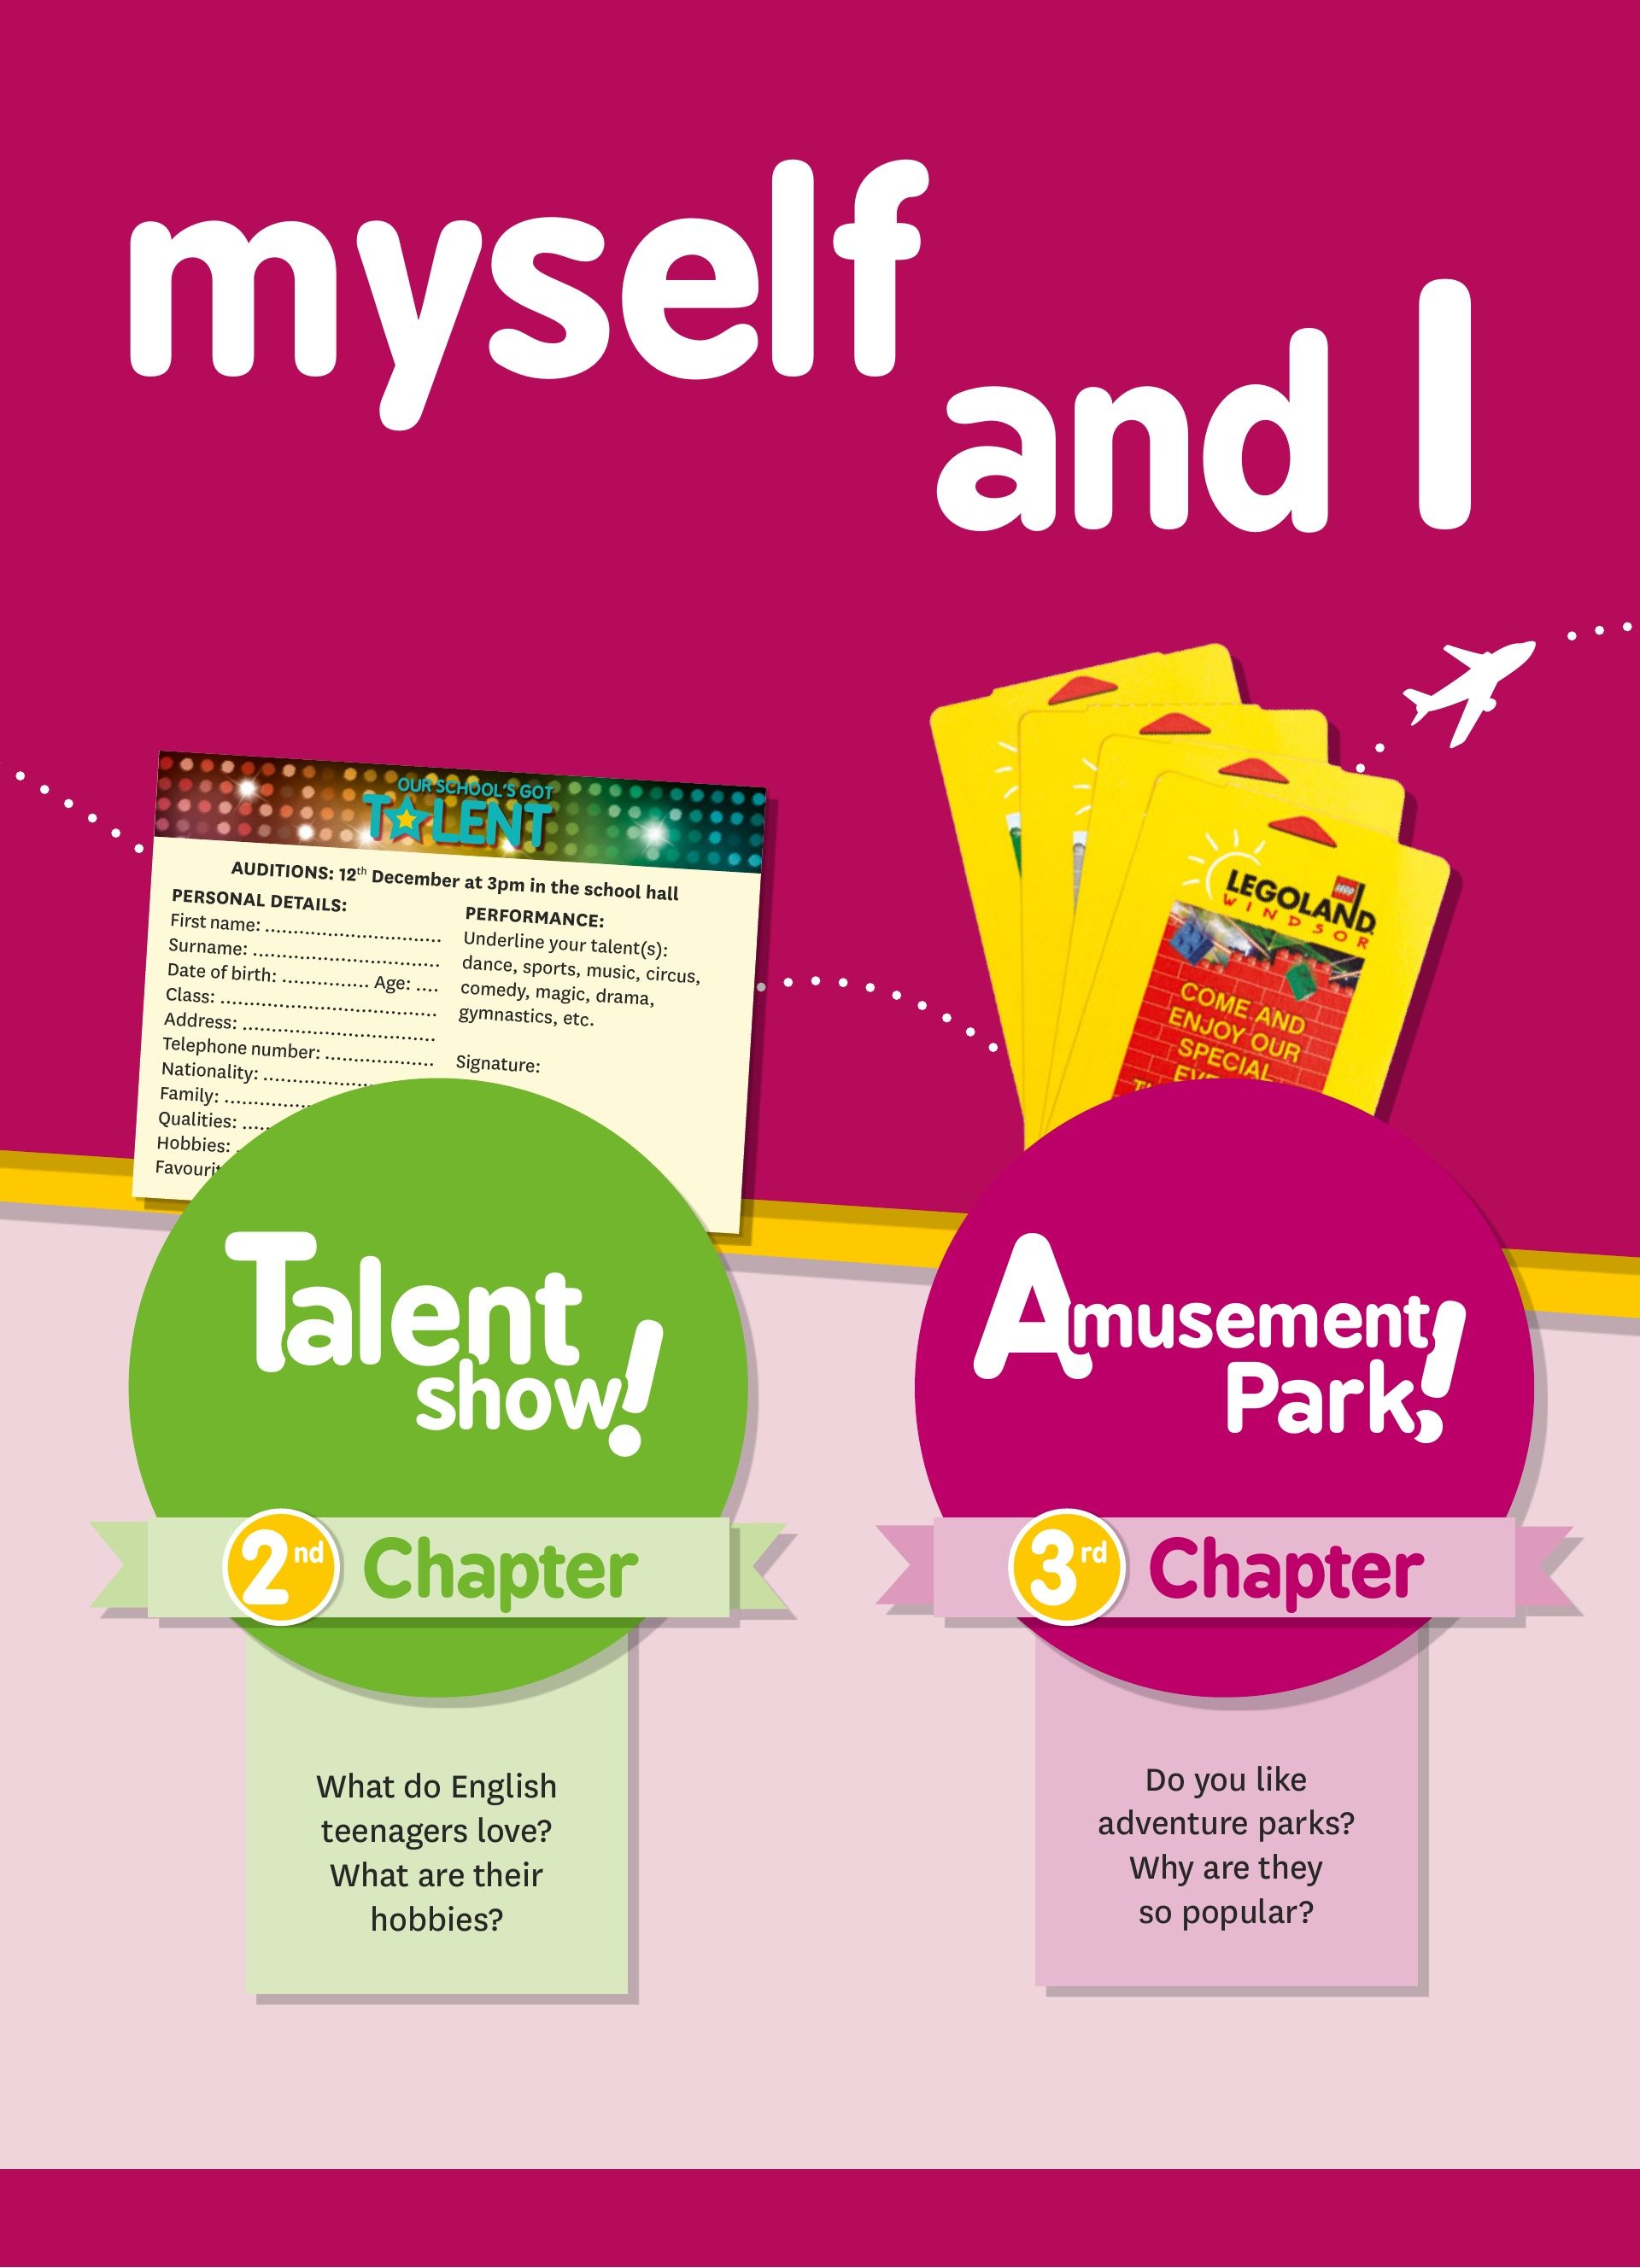 myself
and I
OUR SCHOOL'S GOT
TALENT
AUDITIONS: 12th December at 3pm in the school hall
PERSONAL DETAILS:
First name: ................................
Surname: ..................................
Date of birth: ................ Age: ....
Class: .......................................
Address: ...................................
Telephone number: ....................
Nationality: ....................
Family: ................
Qualities: .....
Hobbies: .
PERFORMANCE:
Underline your talent(s):
dance, sports, music, circus,
comedy, magic, drama,
gymnastics, etc.
Signature:
LEGO
LEGOLAND
WINDSOR
COME AND
ENJOY OUR
SPECIAL
Talent
show!
2nd Chapter
What do English
teenagers love?
What are their
hobbies?
Amusement
Park!
3rd Chapter
Do you like
adventure parks?
Why are they
so popular?